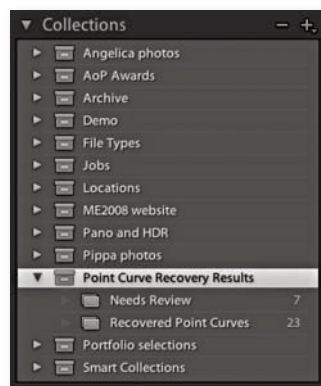 Collections
Angelica photos
AoP Awards
Archive
Demo
File Types
Jobs
Locations
ME2008 website
Pano and HDR
Pippa photos
Point Curve Recovery Results
Needs Review 7
Recovered Point Curves 23
Portfolio selections
Smart Collections